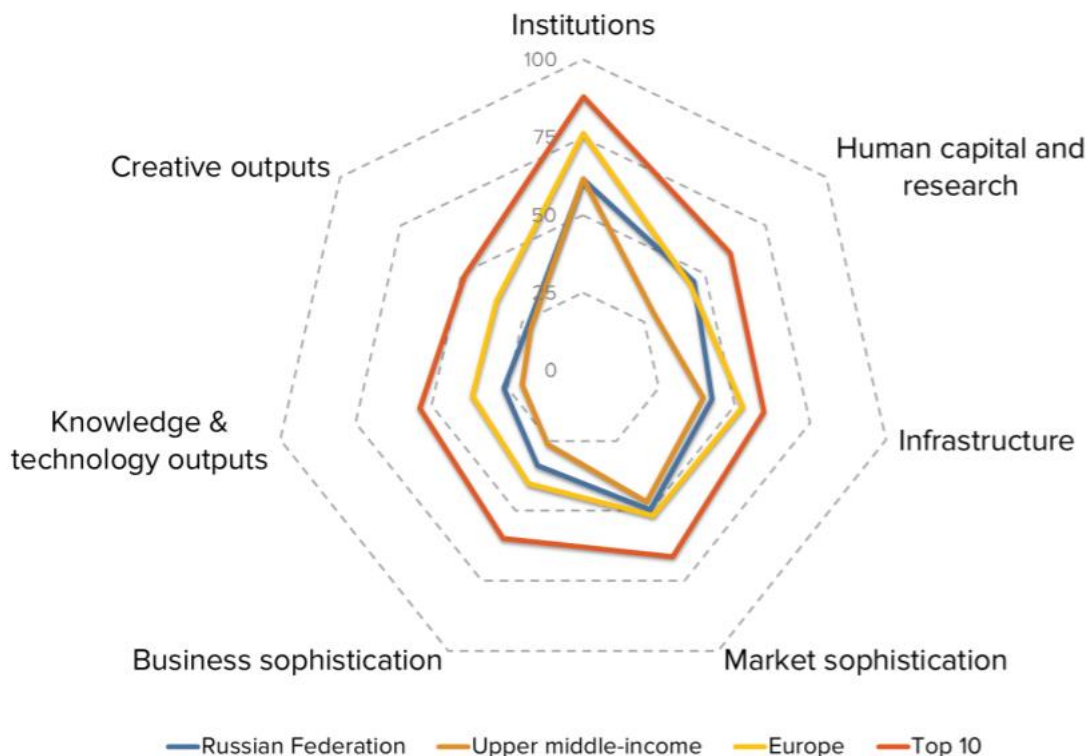 Institutions
100
75
50
25
0
Human capital and
research
Creative outputs
Infrastructure
Knowledge &
technology outputs
Business sophistication
Market sophistication
Russian Federation
Upper middle-income
Europe
Top 10